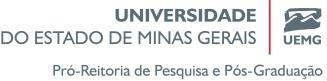 UNIVERSIDADE
DO ESTADO DE MINAS GERAIS
UEMG
Pró-Reitoria de Pesquisa e Pós-Graduação